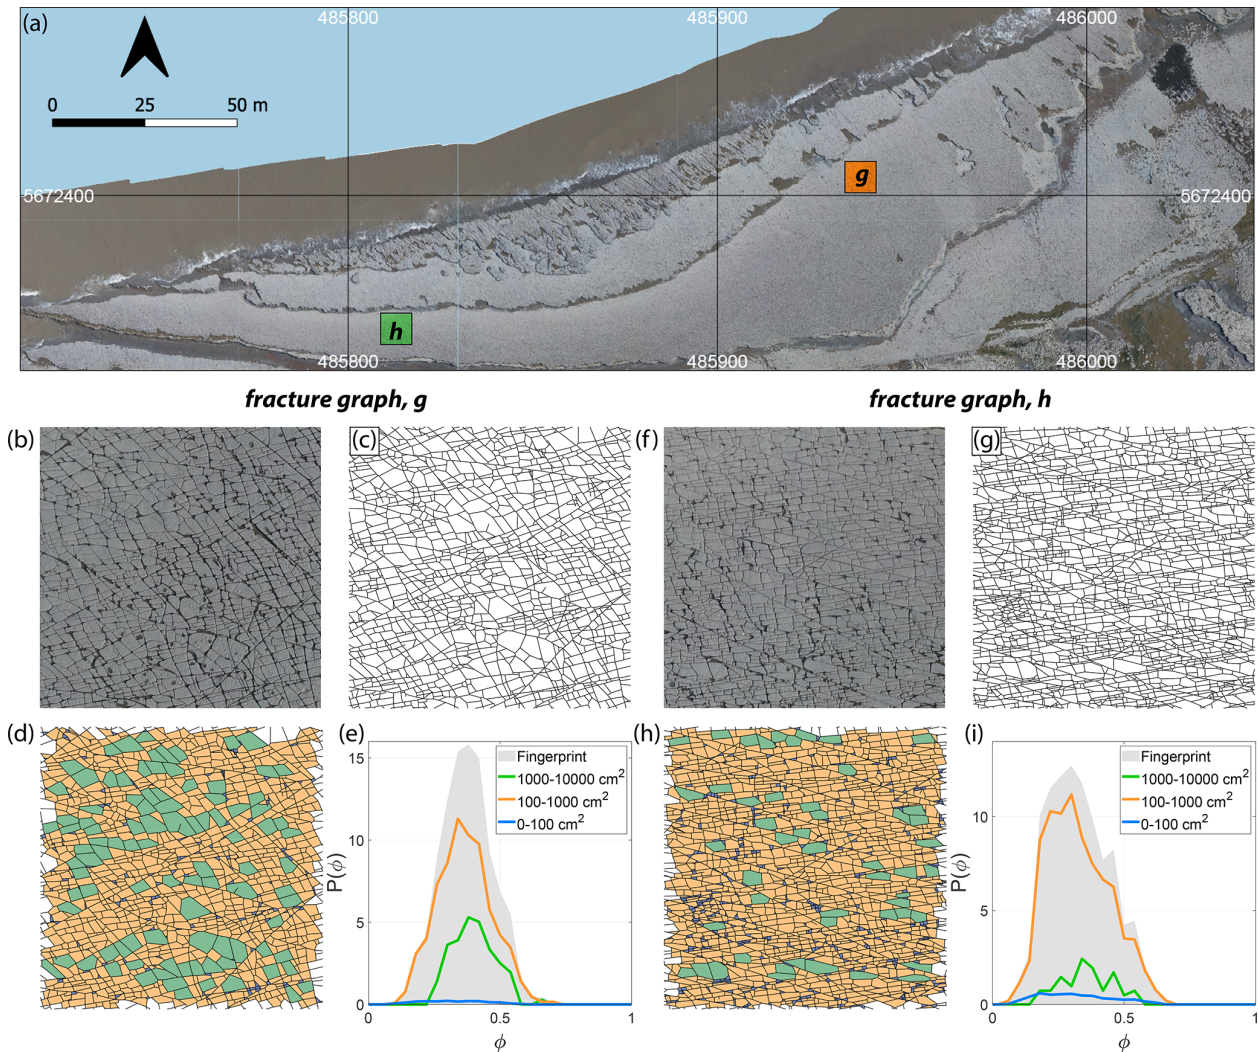 (a)
485800
485900
486000
0 25 50 m
5672400
5672400
g
h
485800
485900
486000
fracture graph, g
fracture graph, h
(b)
(c)
(f)
(g)
(d)
(e)
Fingerprint
1000-10000 cm²
100-1000 cm²
0-100 cm²
15
10
5
0
P(ϕ)
0 0.5 1
ϕ
(h)
(i)
Fingerprint
1000-10000 cm²
100-1000 cm²
0-100 cm²
10
5
0
P(ϕ)
0 0.5 1
ϕ